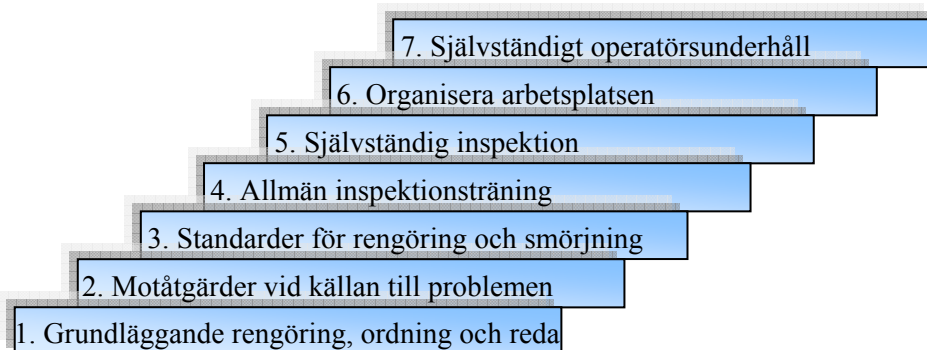 7. Självständigt operatörsunderhåll
6. Organisera arbetsplatsen
5. Självständig inspektion
4. Allmän inspektionsträning
3. Standarder för rengöring och smörjning
2. Motåtgärder vid källan till problemen
1. Grundläggande rengöring, ordning och reda